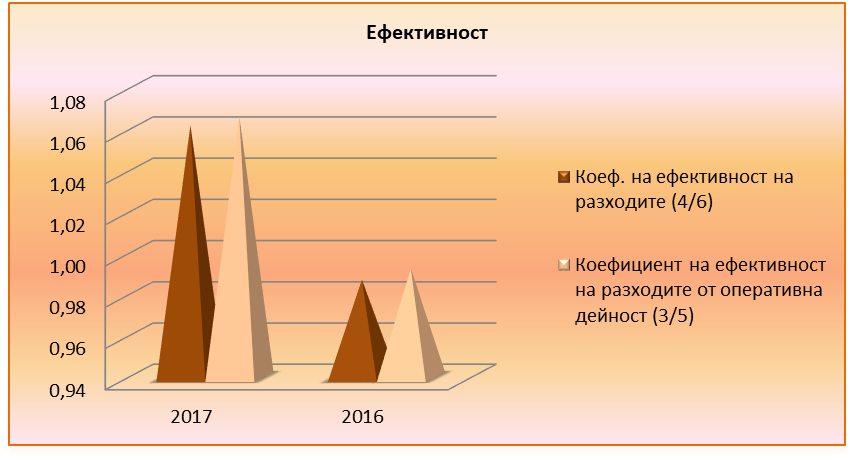 Ефективност
1,08
1,06
1,04
1,02
1,00
0,98
0,96
0,94
2017
2016
Коеф. на ефективност на
разходите (4/6)
Коефициент на ефективност
на разходите от оперативна
дейност (3/5)